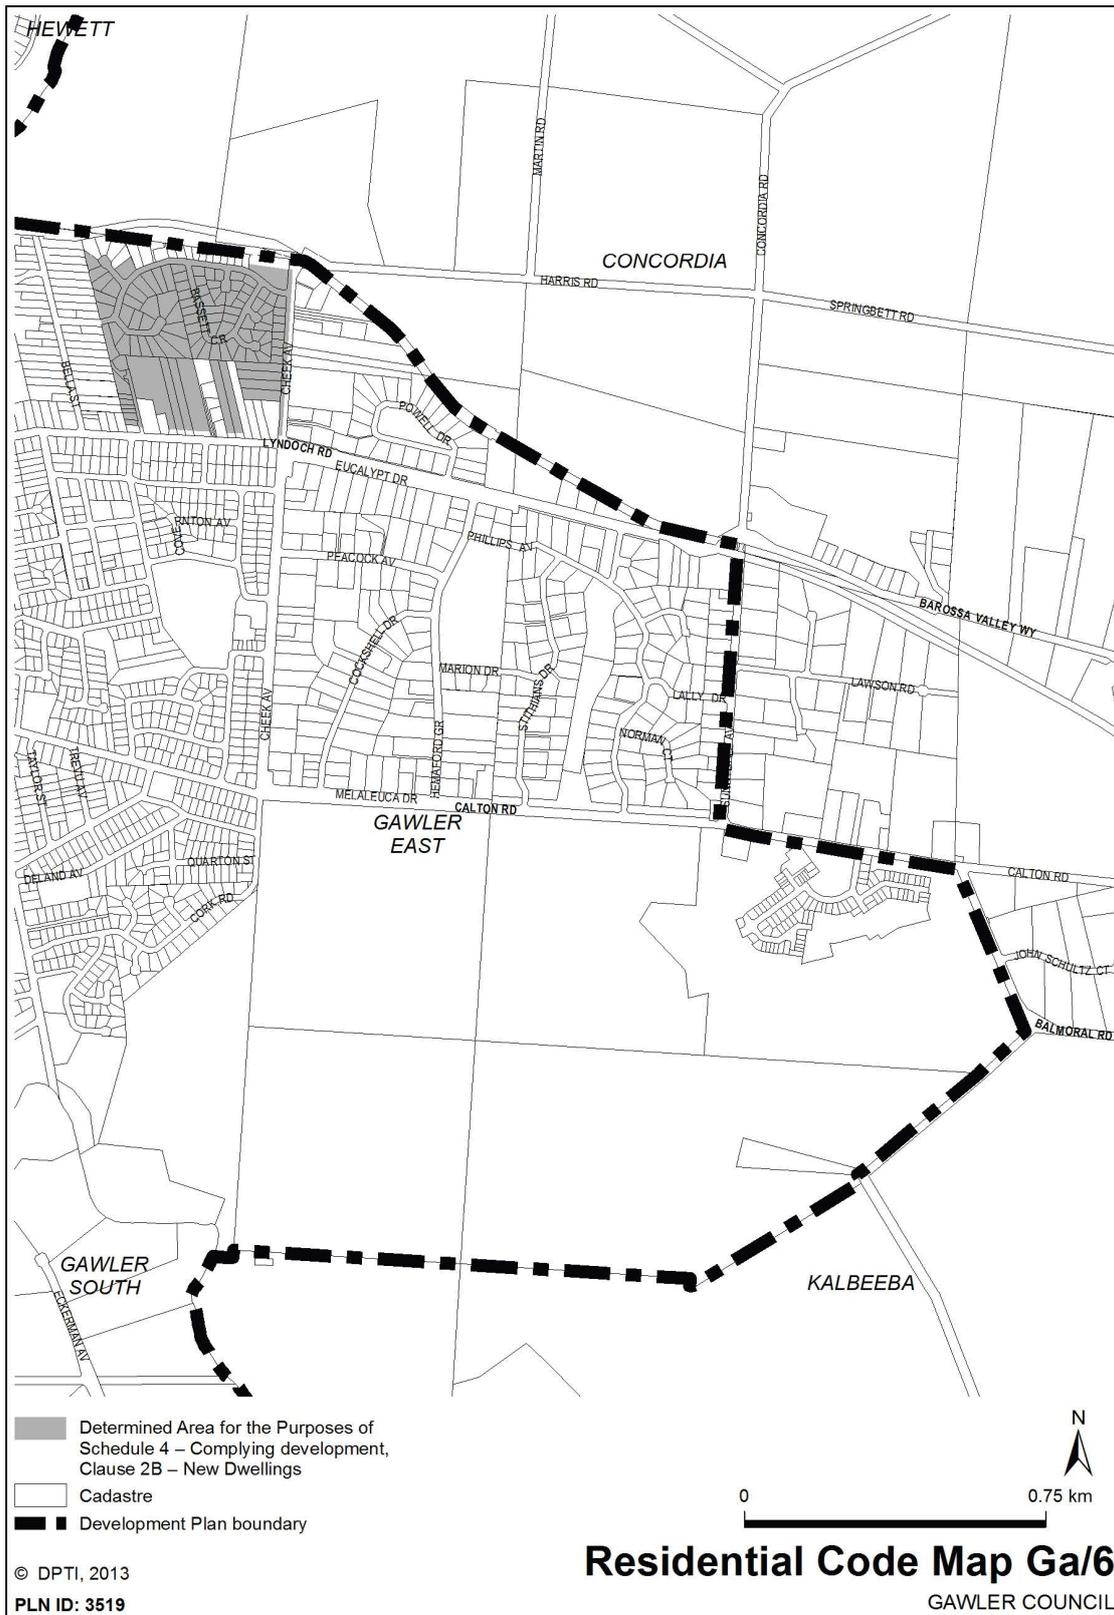 HEWETT
MARTIN RD
CONCORDIA RD
CONCORDIA
HARRIS RD
SPRINGBETT RD
BASSETT CR
CHEEK AV
BELLA ST
POWELL DR
LYNDOCH RD
EUCALYPT DR
RNTON AV
COVE
PHILLIPS AV
PEACOCK AV
BAROSSA VALLEY WY
COCKSHELL DR
MARION DR
STITHIANS DR
LALLY DR
LAWSON RD
CHEEK AV
HEMAFORD GR
NORMAN CT
TAYLOR ST
TREVU AV
MELALEUCA DR
CALTON RD
GAWLER
EAST
QUARTON ST
DELAND AV
CORK RD
CALTON RD
JOHN SCHULTZ CT
BALMORAL RD
GAWLER
SOUTH
ECKERMAN AV
KALBEEBA
Determined Area for the Purposes of
Schedule 4 – Complying development,
Clause 2B – New Dwellings
Cadastre
Development Plan boundary
N
0 0.75 km
Residential Code Map Ga/6
© DPTI, 2013
GAWLER COUNCIL
PLN ID: 3519